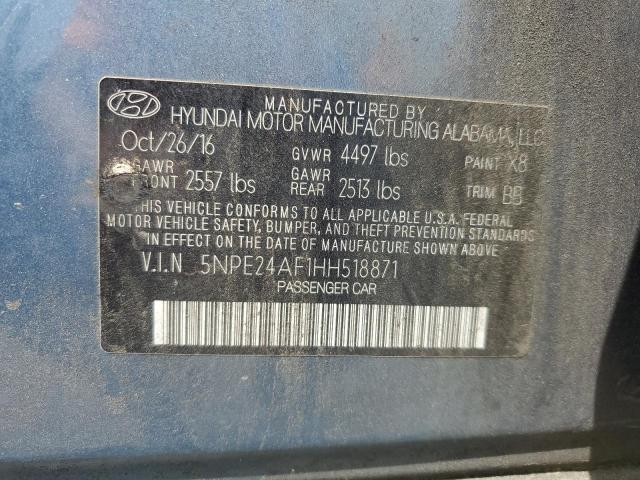 MANUFACTURED BY
HYUNDAI MOTOR MANUFACTURING ALABAMA, LLC
Oct/26/16 GVWR 4497 lbs PAINT X8
GAWR FRONT 2557 lbs GAWR REAR 2513 lbs TRIM
THIS VEHICLE CONFORMS TO ALL APPLICABLE U.S.A. FEDERAL
MOTOR VEHICLE SAFETY, BUMPER, AND THEFT PREVENTION STANDARDS
IN EFFECT ON THE DATE OF MANUFACTURE SHOWN ABOVE
V.I.N 5NPE24AF1HH518871
PASSENGER CAR